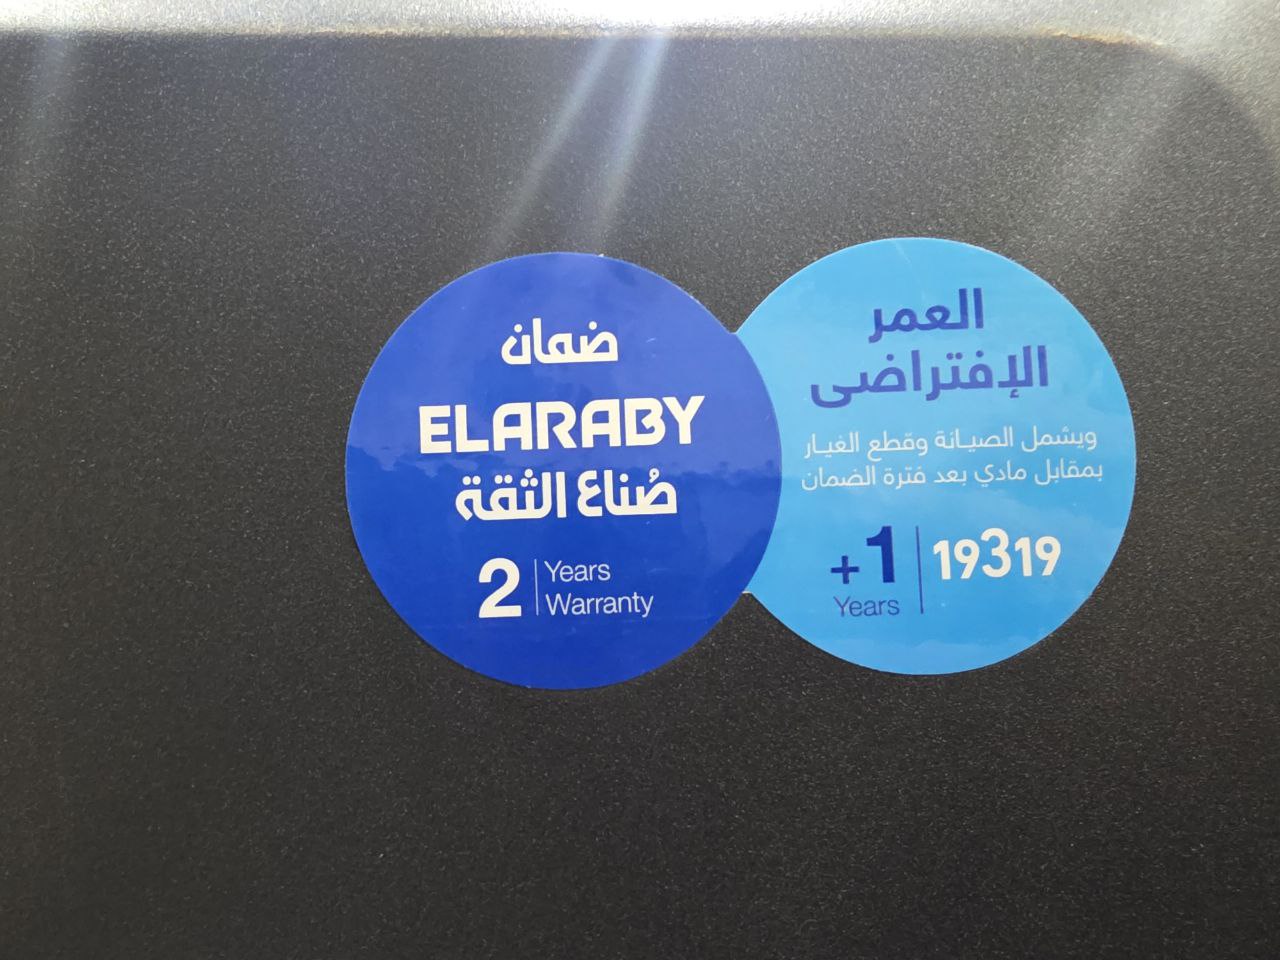 ضمان
ELARABY
صُناع الثقة
2 Years
Warranty
العمر
الإفتراضى
ويشمل الصيانة وقطع الغيار
بمقابل مادي بعد فترة الضمان
+1
Years
19319